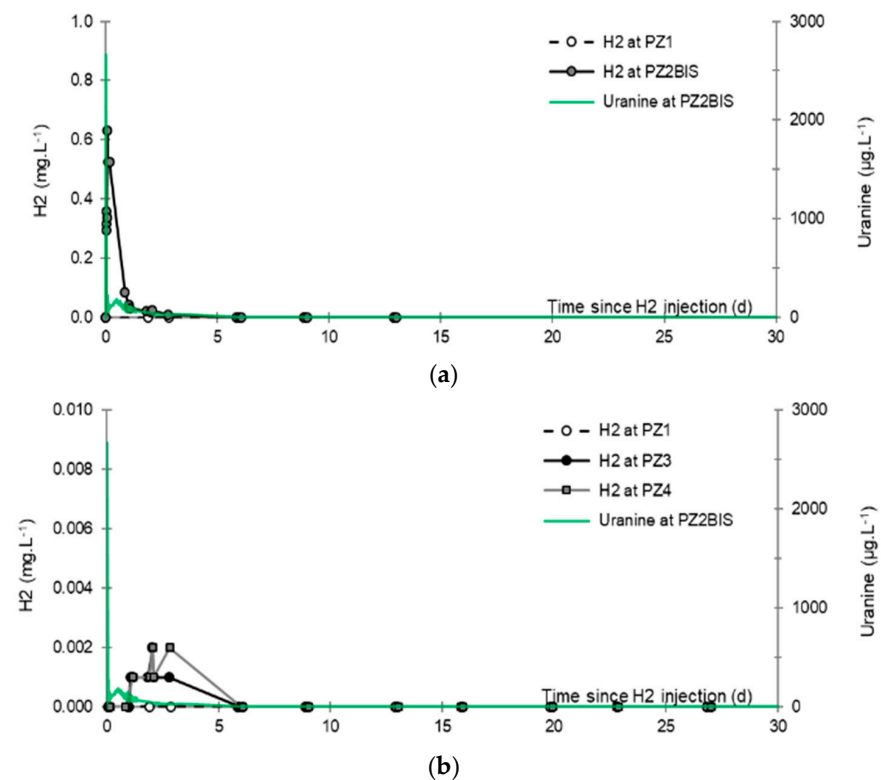 1.0
0.8
0.6
0.4
0.2
0.0
H2 (mg.L-1)
H2 at PZ1
H2 at PZ2BIS
Uranine at PZ2BIS
3000
2000
1000
0
Uranine (µg.L-1)
Time since H2 injection (d)
0 5 10 15 20 25 30
(a)
0.010
0.008
0.006
0.004
0.002
0.000
H2 (mg.L-1)
H2 at PZ1
H2 at PZ3
H2 at PZ4
Uranine at PZ2BIS
3000
2000
1000
0
Uranine (µg.L-1)
Time since H2 injection (d)
0 5 10 15 20 25 30
(b)